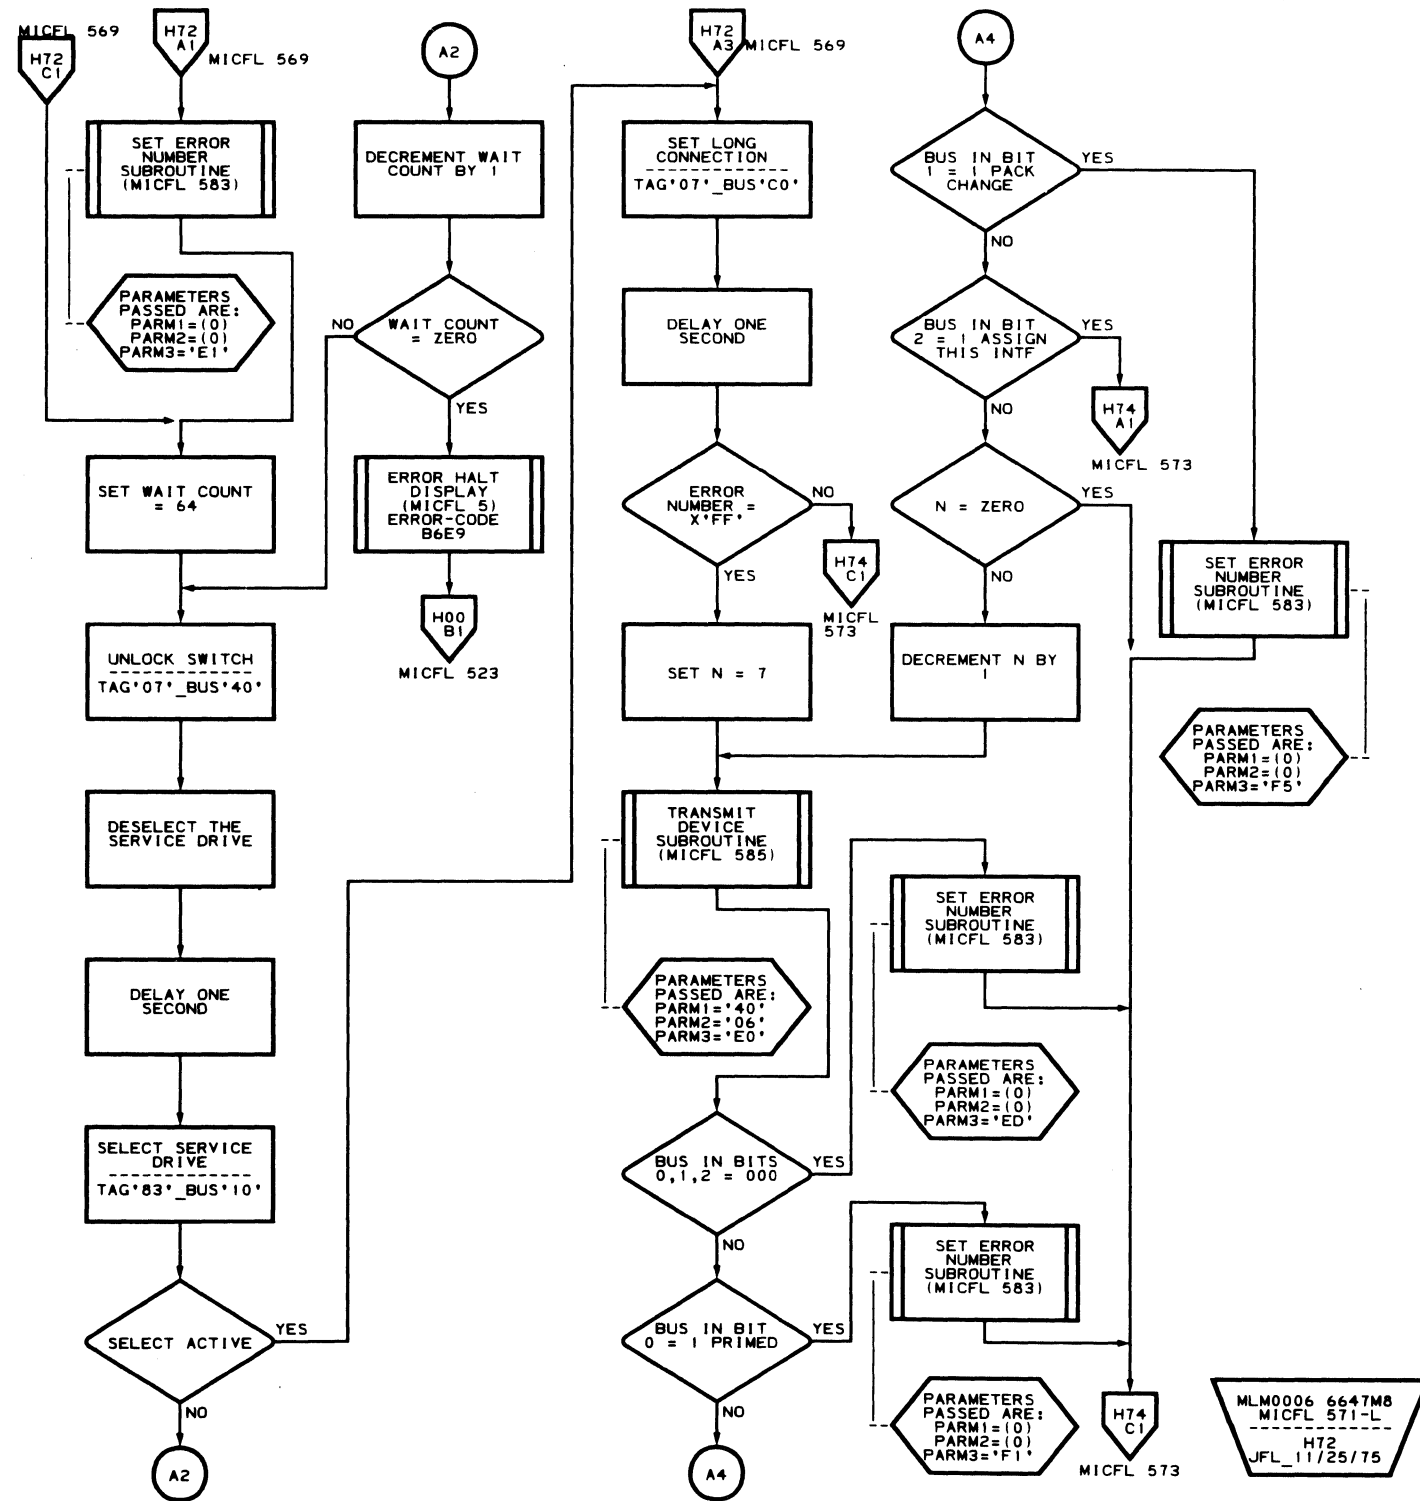 MICFL 569
H72
C1
H72
A1
MICFL 569
SET ERROR
NUMBER
SUBROUTINE
(MICFL 583)
PARAMETERS
PASSED ARE:
PARM1=(0)
PARM2=(0)
PARM3='E1'
SET WAIT COUNT
= 64
UNLOCK SWITCH
TAG'07'_BUS'40'
DESELECT THE
SERVICE DRIVE
DELAY ONE
SECOND
SELECT SERVICE
DRIVE
TAG'83'_BUS'10'
SELECT ACTIVE
YES
NO
A2
A2
DECREMENT WAIT
COUNT BY 1
WAIT COUNT
= ZERO
NO
YES
ERROR HALT
DISPLAY
(MICFL 5)
ERROR-CODE
B6E9
H00
B1
MICFL 523
H72
A3
MICFL 569
SET LONG
CONNECTION
TAG'07'_BUS'C0'
DELAY ONE
SECOND
ERROR
NUMBER =
X'FF'
NO
YES
H74
C1
MICFL
573
SET N = 7
TRANSMIT
DEVICE
SUBROUTINE
(MICFL 585)
PARAMETERS
PASSED ARE:
PARM1='40'
PARM2='06'
PARM3='E0'
BUS IN BITS
0,1,2 = 000
YES
NO
BUS IN BIT
0 = 1 PRIMED
YES
NO
A4
A4
BUS IN BIT
1 = 1 PACK
CHANGE
YES
NO
BUS IN BIT
2 = 1 ASSIGN
THIS INTF
YES
NO
H74
A1
MICFL 573
N = ZERO
YES
NO
DECREMENT N BY
1
SET ERROR
NUMBER
SUBROUTINE
(MICFL 583)
PARAMETERS
PASSED ARE:
PARM1=(0)
PARM2=(0)
PARM3='ED'
SET ERROR
NUMBER
SUBROUTINE
(MICFL 583)
PARAMETERS
PASSED ARE:
PARM1=(0)
PARM2=(0)
PARM3='F1'
SET ERROR
NUMBER
SUBROUTINE
(MICFL 583)
PARAMETERS
PASSED ARE:
PARM1=(0)
PARM2=(0)
PARM3='F5'
H74
C1
MICFL 573
MLM0006 6647M8
MICFL 571-L
H72
JFL_11/25/75